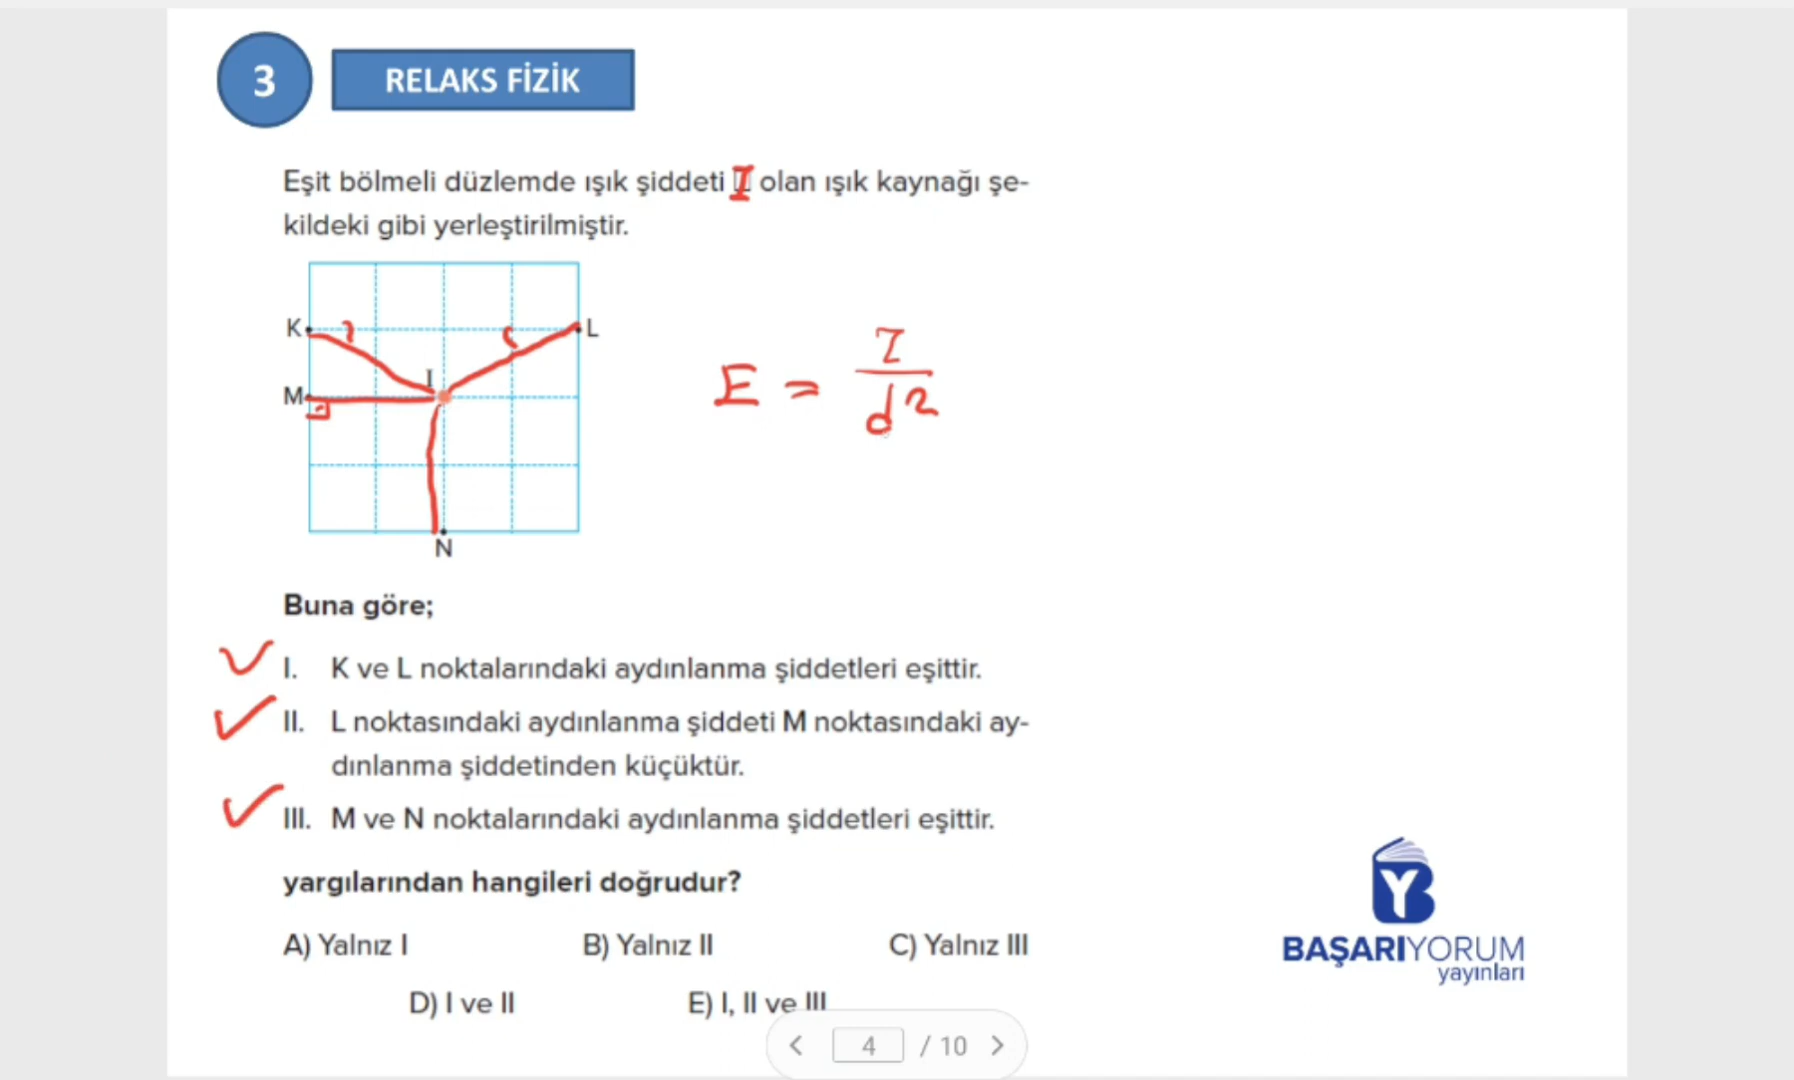 3
RELAKS FİZİK
Eşit bölmeli düzlemde ışık şiddeti I olan ışık kaynağı şe-
kildeki gibi yerleştirilmiştir.
K
L
I
M
N
E = I / d²
Buna göre;
I. K ve L noktalarındaki aydınlanma şiddetleri eşittir.
II. L noktasındaki aydınlanma şiddeti M noktasındaki ay-
dınlanma şiddetinden küçüktür.
III. M ve N noktalarındaki aydınlanma şiddetleri eşittir.
yargılarından hangileri doğrudur?
A) Yalnız I B) Yalnız II C) Yalnız III
D) I ve II E) I, II ve III
BAŞARIYORUM
yayınları
4 / 10